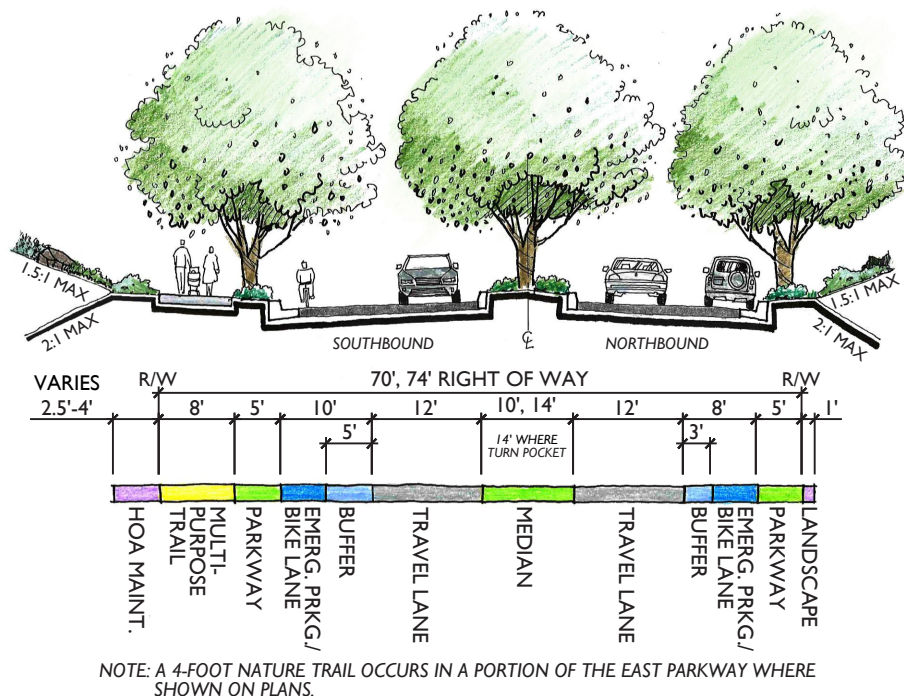 1.5:1 MAX
2:1 MAX
SOUTHBOUND
NORTHBOUND
1.5:1 MAX
2:1 MAX
VARIES
R/W
70', 74' RIGHT OF WAY
R/W
2.5'-4'
8'
5'
10'
12'
10', 14'
12'
8'
5'
1'
5'
14' WHERE
TURN POCKET
3'
HOA MAINT.
MULTI-
PURPOSE
TRAIL
PARKWAY
EMERG. PRKG./
BIKE LANE
BUFFER
TRAVEL LANE
MEDIAN
TRAVEL LANE
BUFFER
EMERG. PRKG./
BIKE LANE
PARKWAY
LANDSCAPE
NOTE: A 4-FOOT NATURE TRAIL OCCURS IN A PORTION OF THE EAST PARKWAY WHERE
SHOWN ON PLANS.